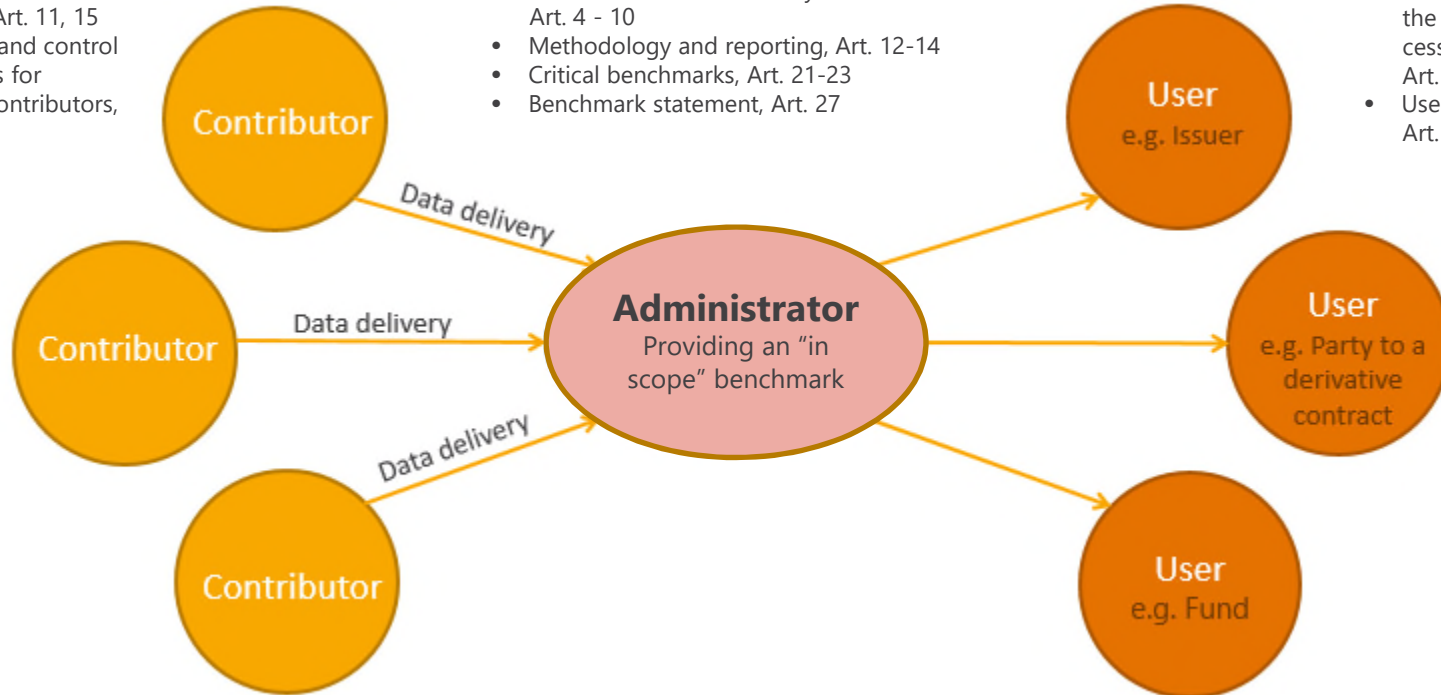 Art. 11, 15
and control
s for
ontributors,
Art. 4 - 10
• Methodology and reporting, Art. 12-14
• Critical benchmarks, Art. 21-23
• Benchmark statement, Art. 27
the
cess
Art.
• Use
Art.
Contributor
Data delivery
User
e.g. Issuer
Contributor
Data delivery
Administrator
Providing an “in
scope” benchmark
User
e.g. Party to a
derivative
contract
Data delivery
Contributor
User
e.g. Fund